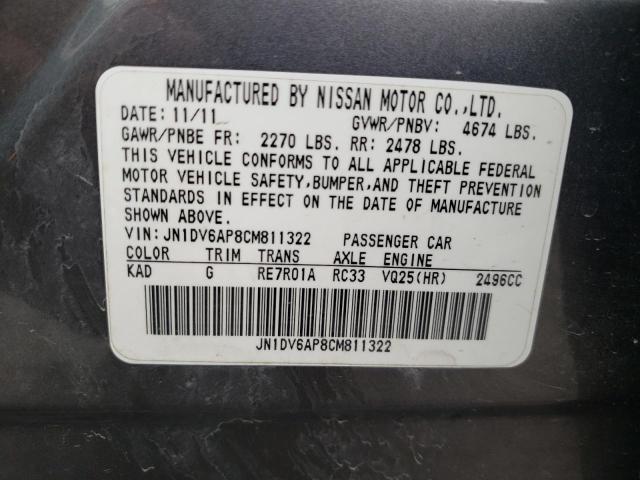 MANUFACTURED BY NISSAN MOTOR CO.,LTD.
DATE: 11/11 GVWR/PNBV: 4674 LBS.
GAWR/PNBE FR: 2270 LBS. RR: 2478 LBS.
THIS VEHICLE CONFORMS TO ALL APPLICABLE FEDERAL
MOTOR VEHICLE SAFETY,BUMPER,AND THEFT PREVENTION
STANDARDS IN EFFECT ON THE DATE OF MANUFACTURE
SHOWN ABOVE.
VIN: JN1DV6AP8CM811322 PASSENGER CAR
COLOR TRIM TRANS AXLE ENGINE
KAD G RE7R01A RC33 VQ25(HR) 2496CC
JN1DV6AP8CM811322